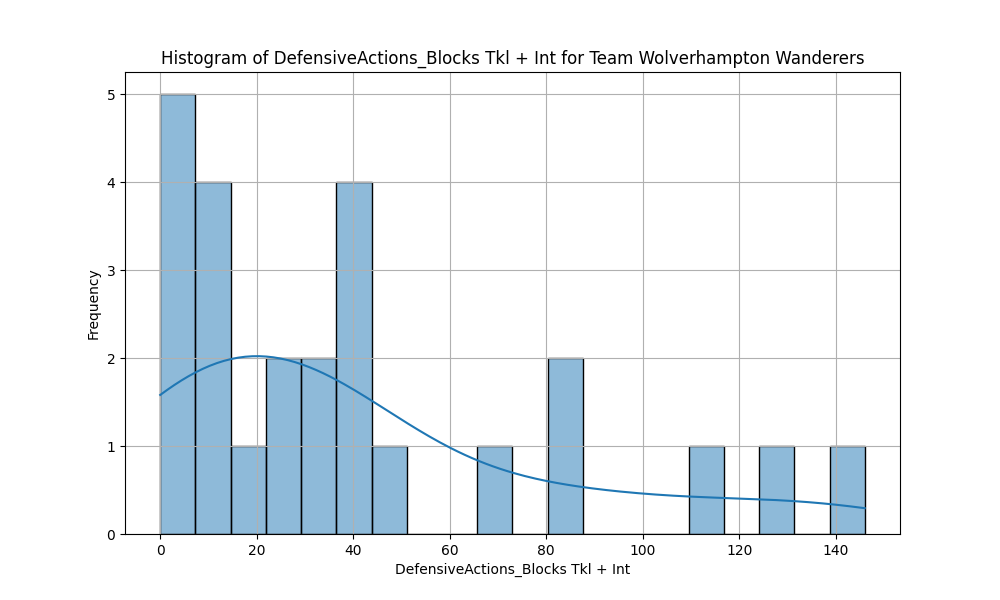 Histogram of DefensiveActions_Blocks Tkl + Int for Team Wolverhampton Wanderers
5
4
3
2
1
0
Frequency
0 20 40 60 80 100 120 140
DefensiveActions_Blocks Tkl + Int